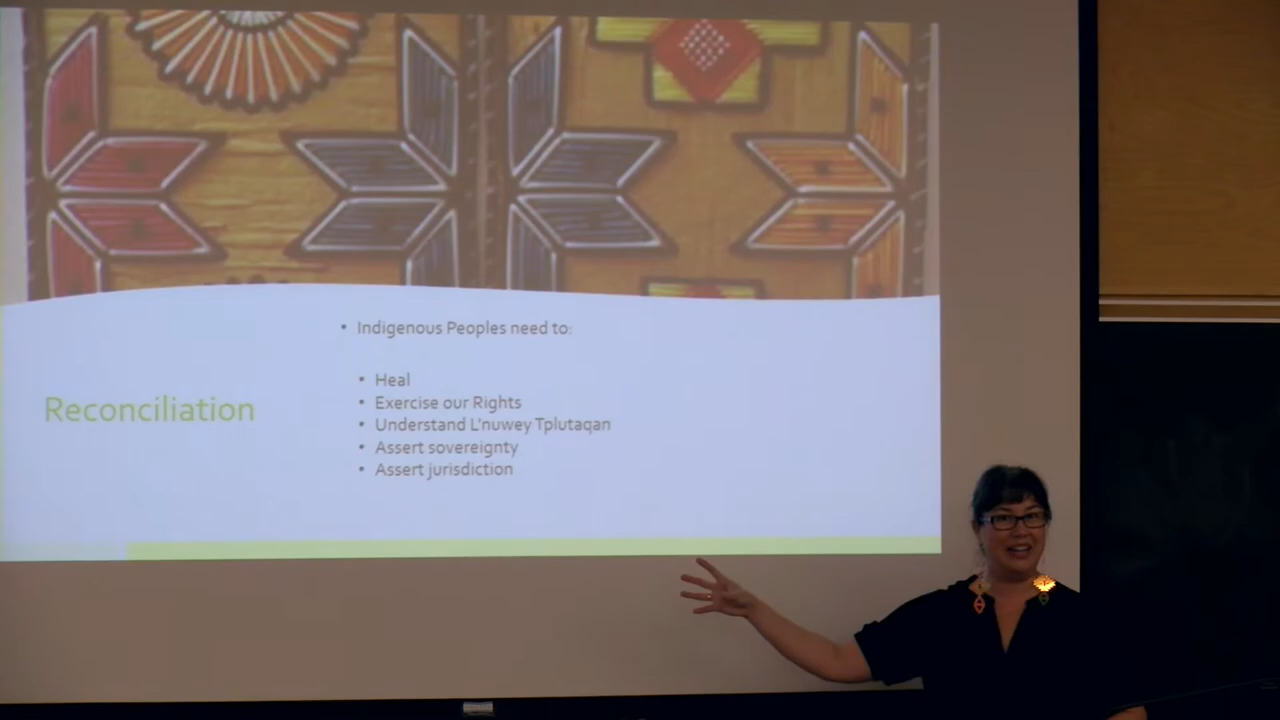 Reconciliation
• Indigenous Peoples need to:
• Heal
• Exercise our Rights
• Understand L'nuwey Tplutaqan
• Assert sovereignty
• Assert jurisdiction